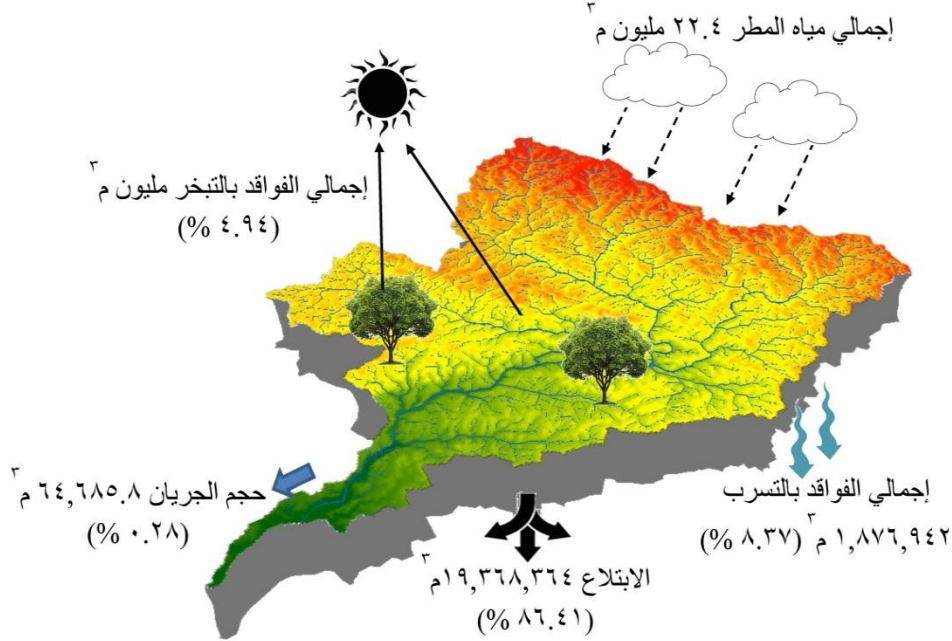 إجمالي مياه المطر ٢٢.٤ مليون م٣
إجمالي الفواقد بالتبخر مليون م٣
(٤.٩٤ %)
حجم الجريان ٦٤,٦٨٥.٨ م٣
(٠.٢٨ %)
إجمالي الفواقد بالتسرب
١,٨٧٦,٩٤٢ م٣ (٨.٣٧ %)
الابتلاع ١٩,٣٦٨,٣٦٤م٣
(٨٦.٤١ %)